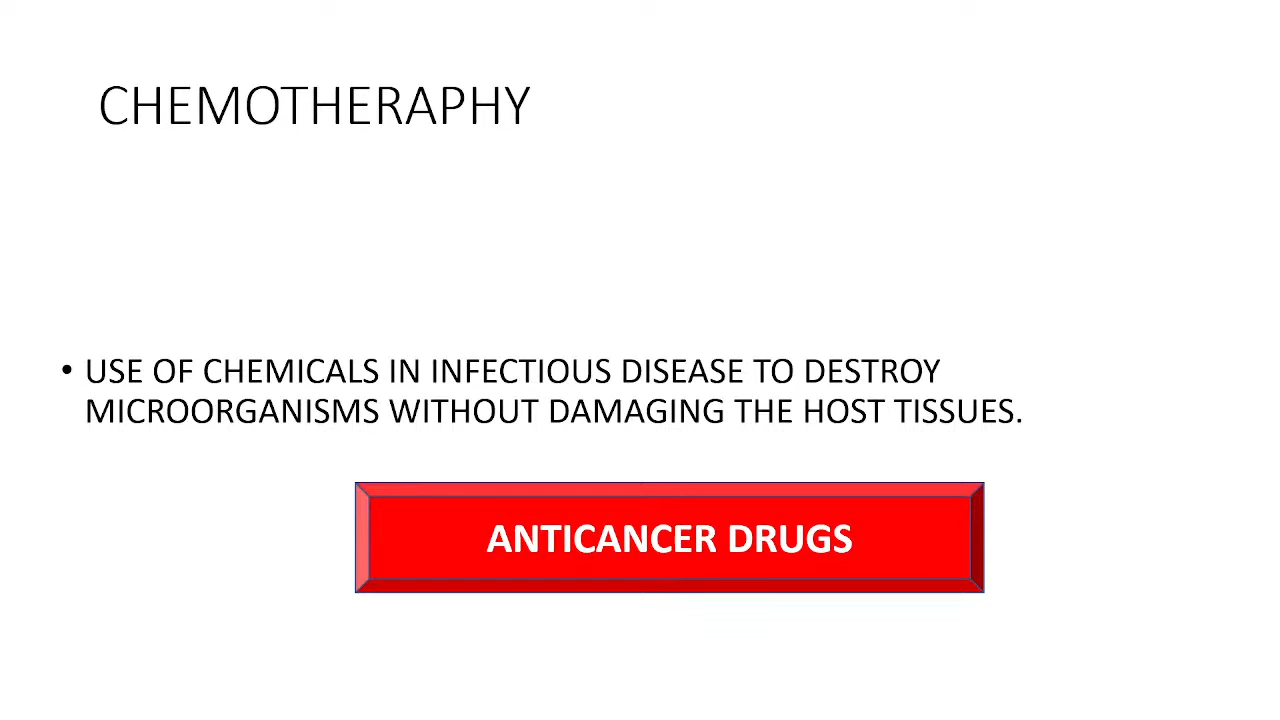 CHEMOTHERAPHY
• USE OF CHEMICALS IN INFECTIOUS DISEASE TO DESTROY
MICROORGANISMS WITHOUT DAMAGING THE HOST TISSUES.
ANTICANCER DRUGS